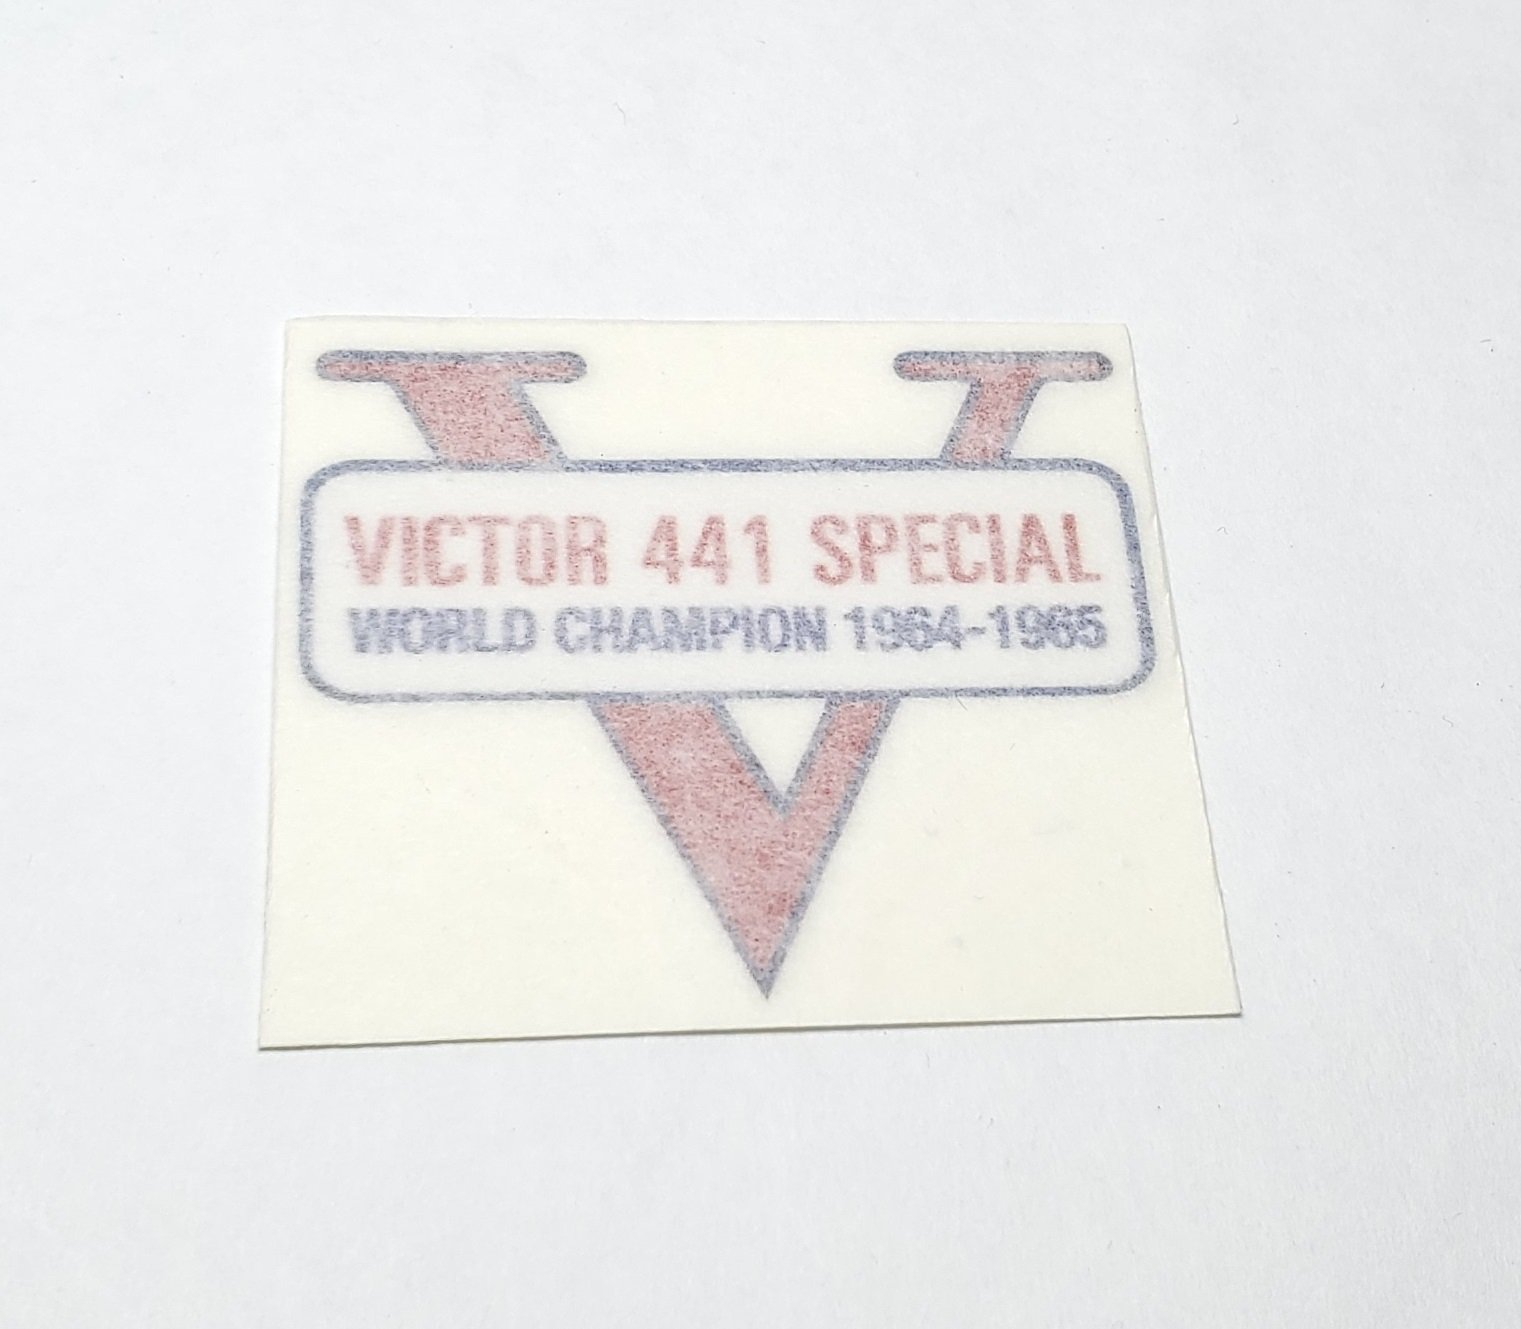 V
VICTOR 441 SPECIAL
WORLD CHAMPION 1964-1965